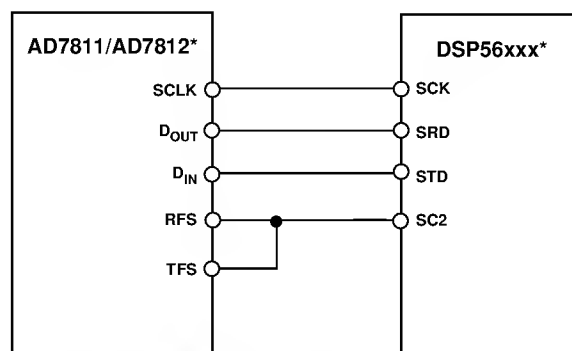 AD7811/AD7812*
DSP56xxx*
SCLK
SCK
DOUT
SRD
DIN
STD
RFS
SC2
TFS